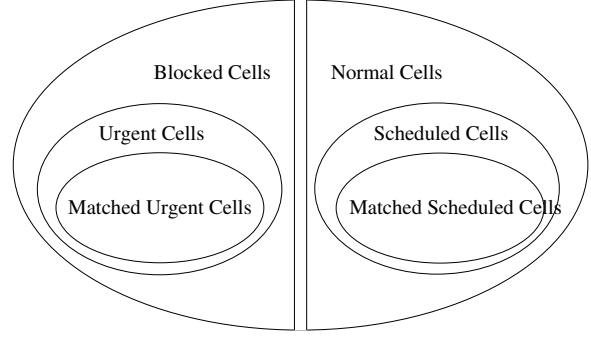 Blocked Cells
Normal Cells
Urgent Cells
Scheduled Cells
Matched Urgent Cells
Matched Scheduled Cells